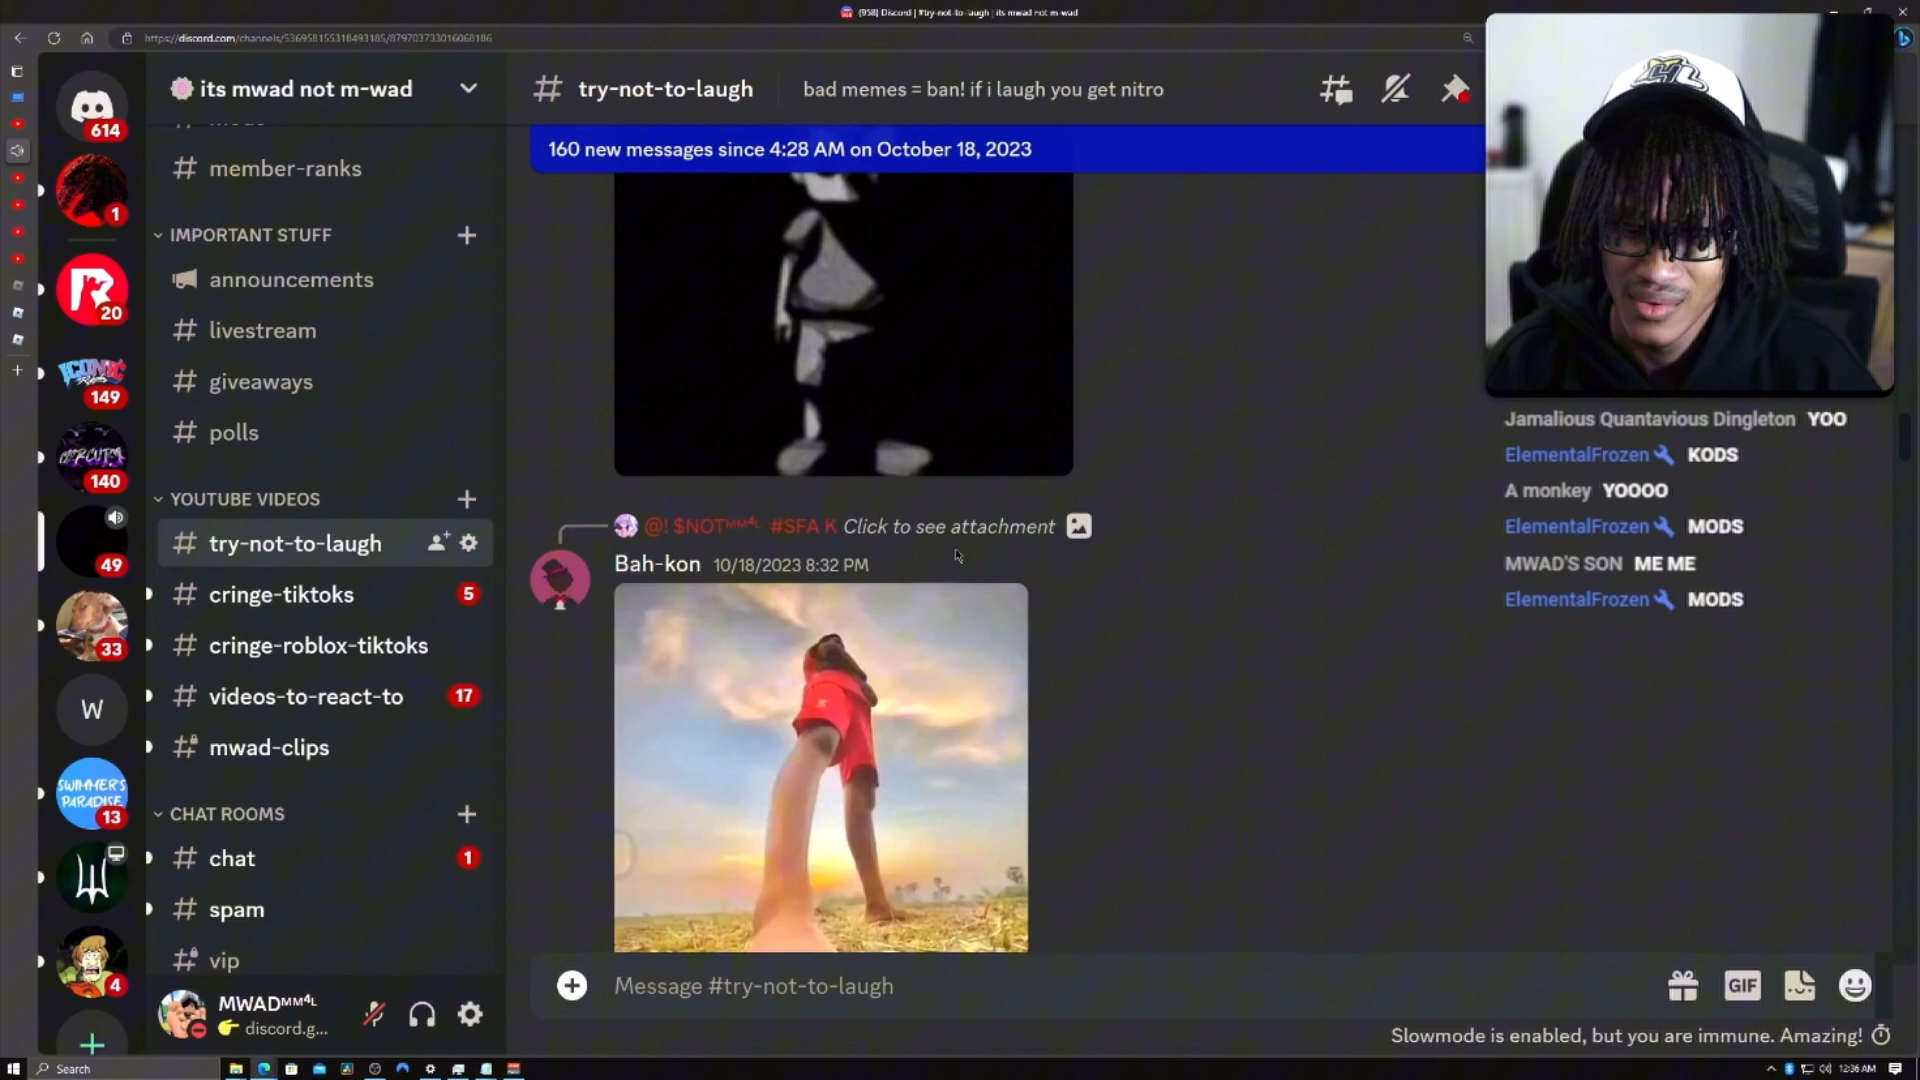 (958) Discord | #try-not-to-laugh | its mwad not m-wad
https://discord.com/channels/536958155318493185/879703733016068186
614
1
20
ICONIC
149
MERCURY
140
49
33
W
SWIMMER'S
PARADISE
13
4
its mwad not m-wad
member-ranks
IMPORTANT STUFF
announcements
livestream
giveaways
polls
YOUTUBE VIDEOS
try-not-to-laugh
cringe-tiktoks 5
cringe-roblox-tiktoks
videos-to-react-to 17
mwad-clips
CHAT ROOMS
chat 1
spam
vip
MWADᴹᴹ⁴ᴸ
👉 discord.g...
# try-not-to-laugh bad memes = ban! if i laugh you get nitro
160 new messages since 4:28 AM on October 18, 2023
@! $NOTᴹᴹ⁴ᴸ #SFA K Click to see attachment
Bah-kon 10/18/2023 8:32 PM
Message #try-not-to-laugh
GIF
Slowmode is enabled, but you are immune. Amazing!
Jamalious Quantavious Dingleton YOO
ElementalFrozen KODS
A monkey YOOOO
ElementalFrozen MODS
MWAD'S SON ME ME
ElementalFrozen MODS
Search
12:36 AM